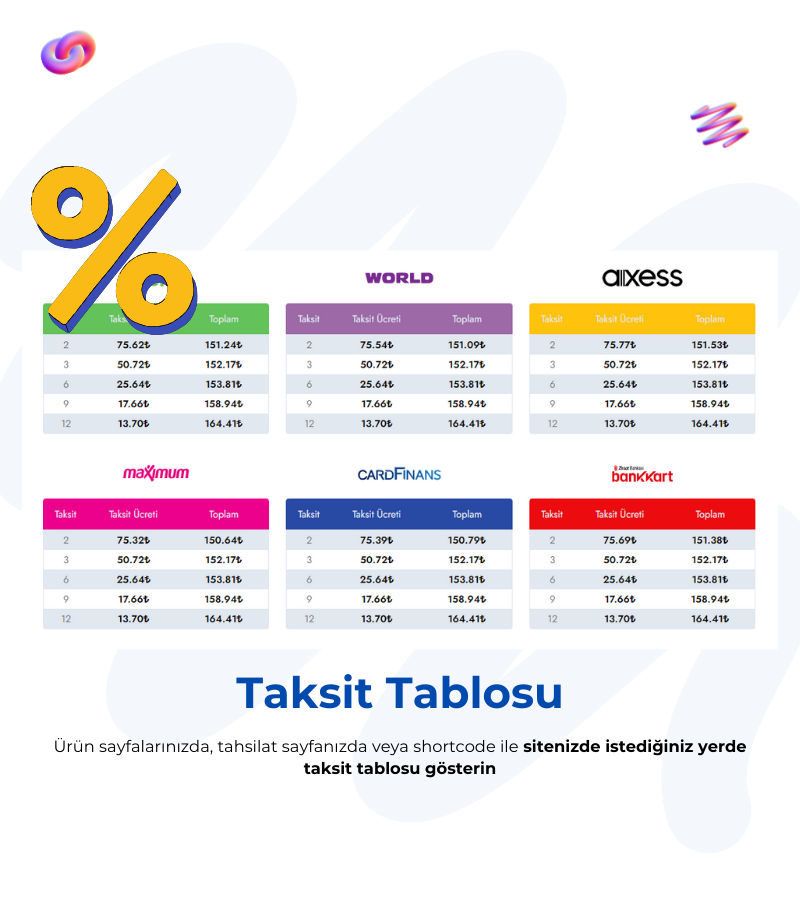 WORLD
axess
Toplam
Taksit Taksit Ücreti Toplam
Taksit Taksit Ücreti Toplam
2 75.62₺ 151.24₺
3 50.72₺ 152.17₺
6 25.64₺ 153.81₺
9 17.66₺ 158.94₺
12 13.70₺ 164.41₺
2 75.54₺ 151.09₺
3 50.72₺ 152.17₺
6 25.64₺ 153.81₺
9 17.66₺ 158.94₺
12 13.70₺ 164.41₺
2 75.77₺ 151.53₺
3 50.72₺ 152.17₺
6 25.64₺ 153.81₺
9 17.66₺ 158.94₺
12 13.70₺ 164.41₺
maximum
Taksit Taksit Ücreti Toplam
2 75.32₺ 150.64₺
3 50.72₺ 152.17₺
6 25.64₺ 153.81₺
9 17.66₺ 158.94₺
12 13.70₺ 164.41₺
CARDFINANS
Taksit Taksit Ücreti Toplam
2 75.39₺ 150.79₺
3 50.72₺ 152.17₺
6 25.64₺ 153.81₺
9 17.66₺ 158.94₺
12 13.70₺ 164.41₺
Ziraat Bankası
bankkart
Taksit Taksit Ücreti Toplam
2 75.69₺ 151.38₺
3 50.72₺ 152.17₺
6 25.64₺ 153.81₺
9 17.66₺ 158.94₺
12 13.70₺ 164.41₺
Taksit Tablosu
Ürün sayfalarınızda, tahsilat sayfanızda veya shortcode ile sitenizde istediğiniz yerde
taksit tablosu gösterin